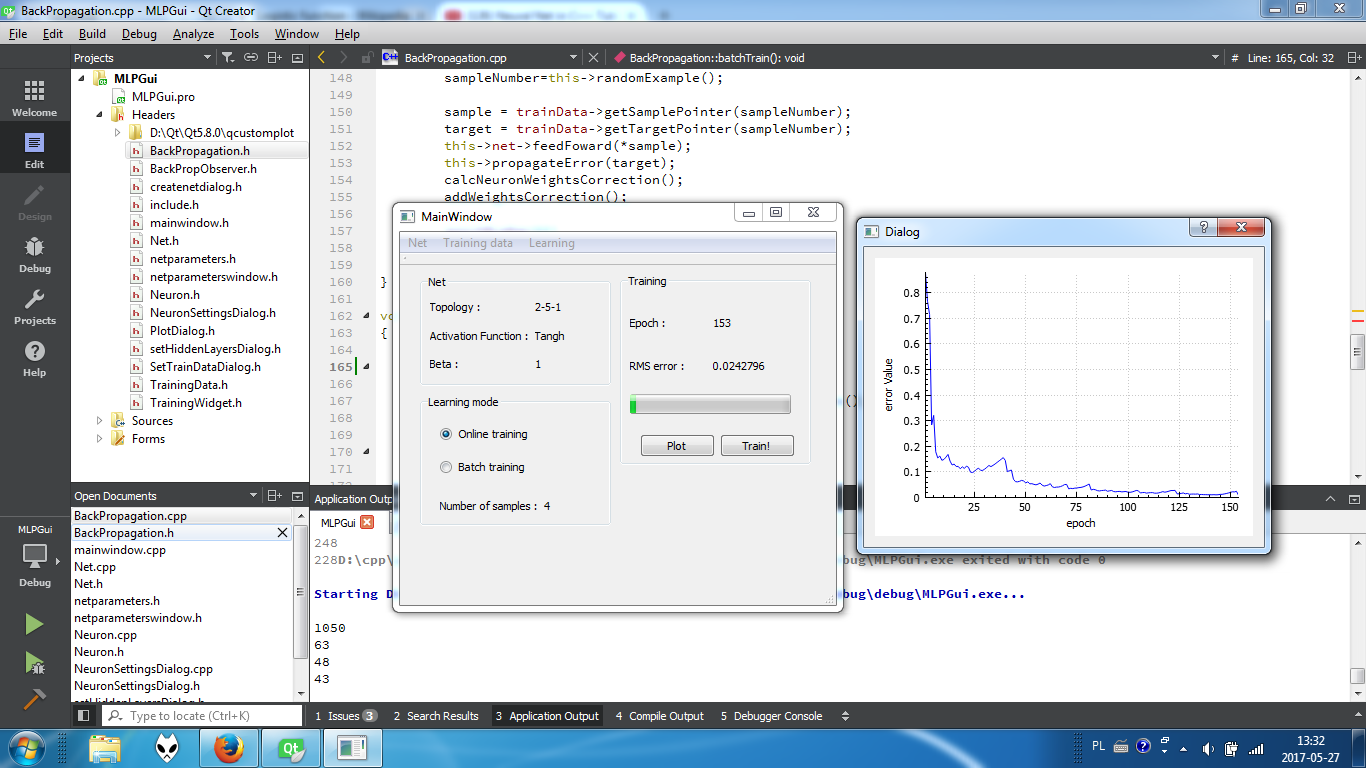 BackPropagation.cpp - MLPGui - Qt Creator
File Edit Build Debug Analyze Tools Window Help
Projects
BackPropagation.cpp
BackPropagation::batchTrain(): void
# Line: 165, Col: 32
Welcome
Edit
Design
Debug
Projects
Help
MLPGui
Debug
MLPGui
MLPGui.pro
Headers
D:\Qt\Qt5.8.0\qcustomplot
BackPropagation.h
BackPropObserver.h
createnetdialog.h
include.h
mainwindow.h
Net.h
netparameters.h
netparameterswindow.h
Neuron.h
NeuronSettingsDialog.h
PlotDialog.h
setHiddenLayersDialog.h
SetTrainDataDialog.h
TrainingData.h
TrainingWidget.h
Sources
Forms
Open Documents
BackPropagation.cpp
BackPropagation.h
mainwindow.cpp
Net.cpp
Net.h
netparameters.h
netparameterswindow.h
Neuron.cpp
Neuron.h
NeuronSettingsDialog.cpp
NeuronSettingsDialog.h
setHiddenLayersDialog.h
148 sampleNumber=this->randomExample();
149
150 sample = trainData->getSamplePointer(sampleNumber);
151 target = trainData->getTargetPointer(sampleNumber);
152 this->net->feedFoward(*sample);
153 this->propagateError(target);
154 calcNeuronWeightsCorrection();
155 addWeightsCorrection();
156
157
158
159
160 }
161
162 vo
163 {
164
165
166
167 ()
168
169
170
171
MainWindow
Net Training data Learning
Net
Topology : 2-5-1
Activation Function : Tangh
Beta : 1
Learning mode
Online training
Batch training
Number of samples : 4
Training
Epoch : 153
RMS error : 0.0242796
Plot Train!
Dialog
error Value
0.8
0.7
0.6
0.5
0.4
0.3
0.2
0.1
0
25 50 75 100 125 150
epoch
Application Outp
MLPGui
248
228D:\cpp\ bug\MLPGui.exe exited with code 0
Starting D bug\debug\MLPGui.exe...
1050
63
48
43
Type to locate (Ctrl+K)
1 Issues 3 2 Search Results 3 Application Output 4 Compile Output 5 Debugger Console
PL
13:32
2017-05-27